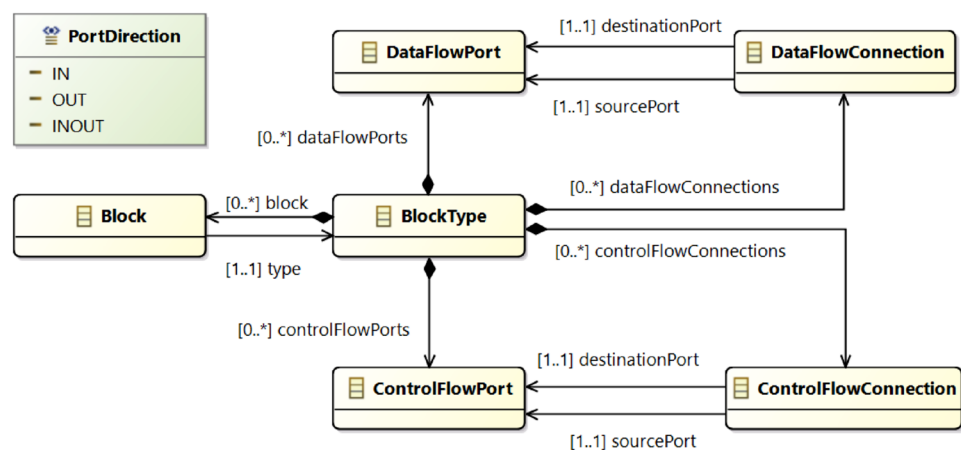 PortDirection
IN
OUT
INOUT
DataFlowPort
[1..1] destinationPort
[1..1] sourcePort
DataFlowConnection
[0..*] dataFlowPorts
[0..*] dataFlowConnections
Block
[0..*] block
[1..1] type
BlockType
[0..*] controlFlowConnections
[0..*] controlFlowPorts
ControlFlowPort
[1..1] destinationPort
[1..1] sourcePort
ControlFlowConnection